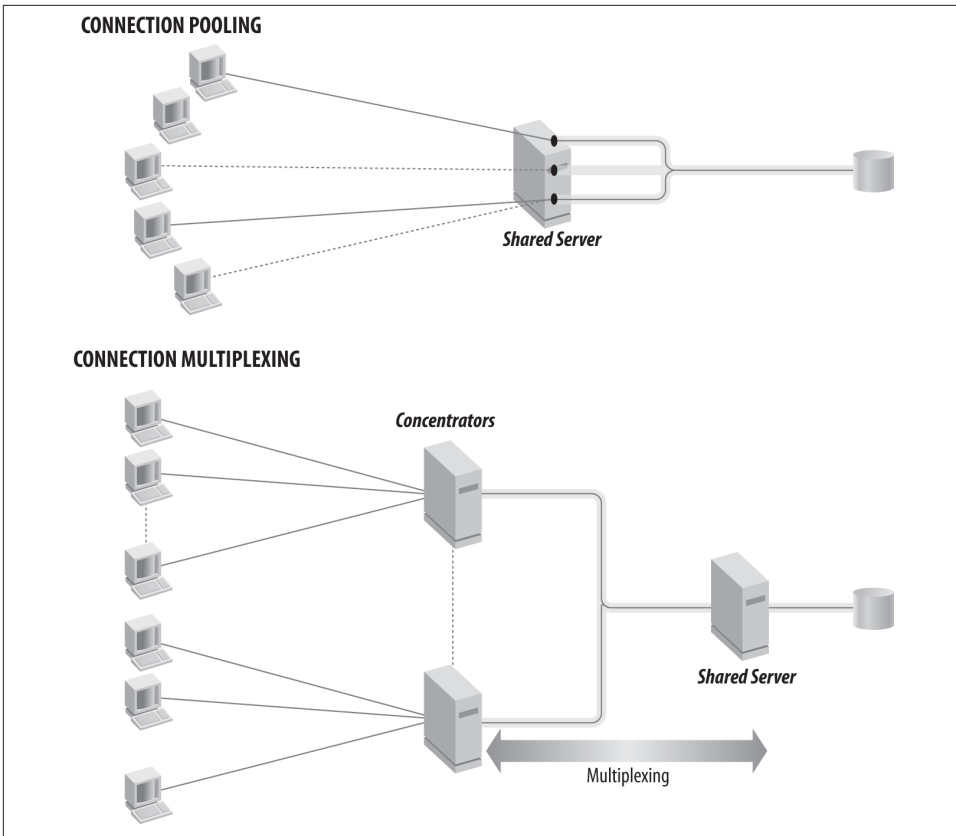 CONNECTION POOLING
Shared Server
CONNECTION MULTIPLEXING
Concentrators
Shared Server
Multiplexing